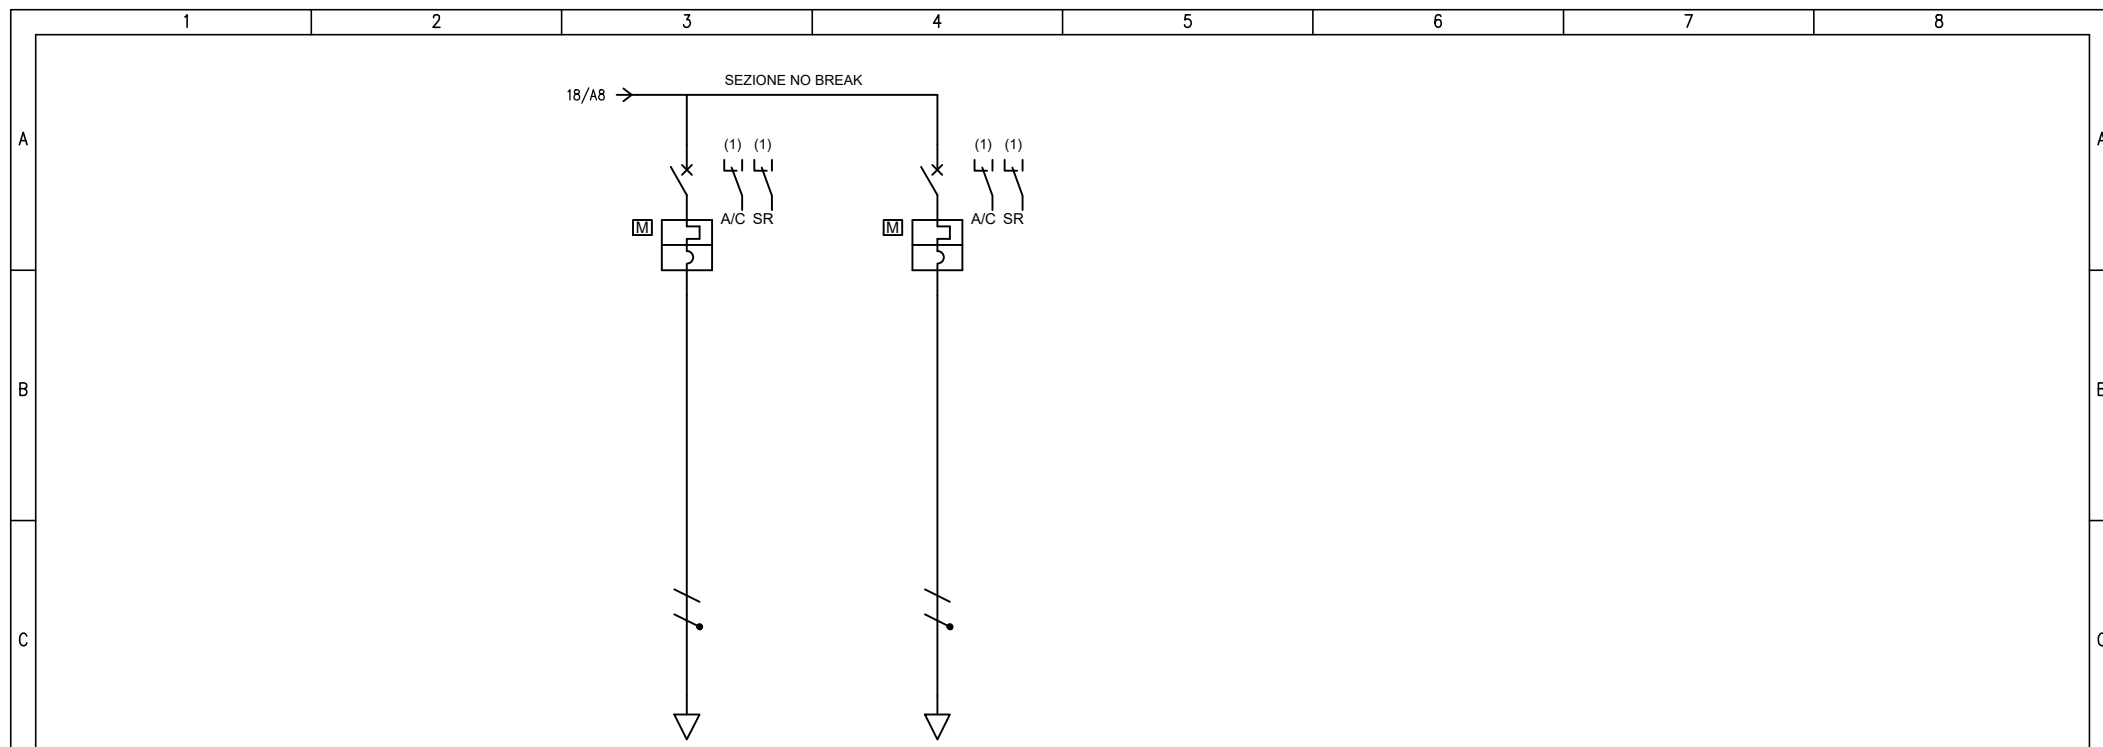 1 2 3 4 5 6 7 8
SEZIONE NO BREAK
18/A8
A A
(1) (1) (1) (1)
A/C SR A/C SR
M M
B
C